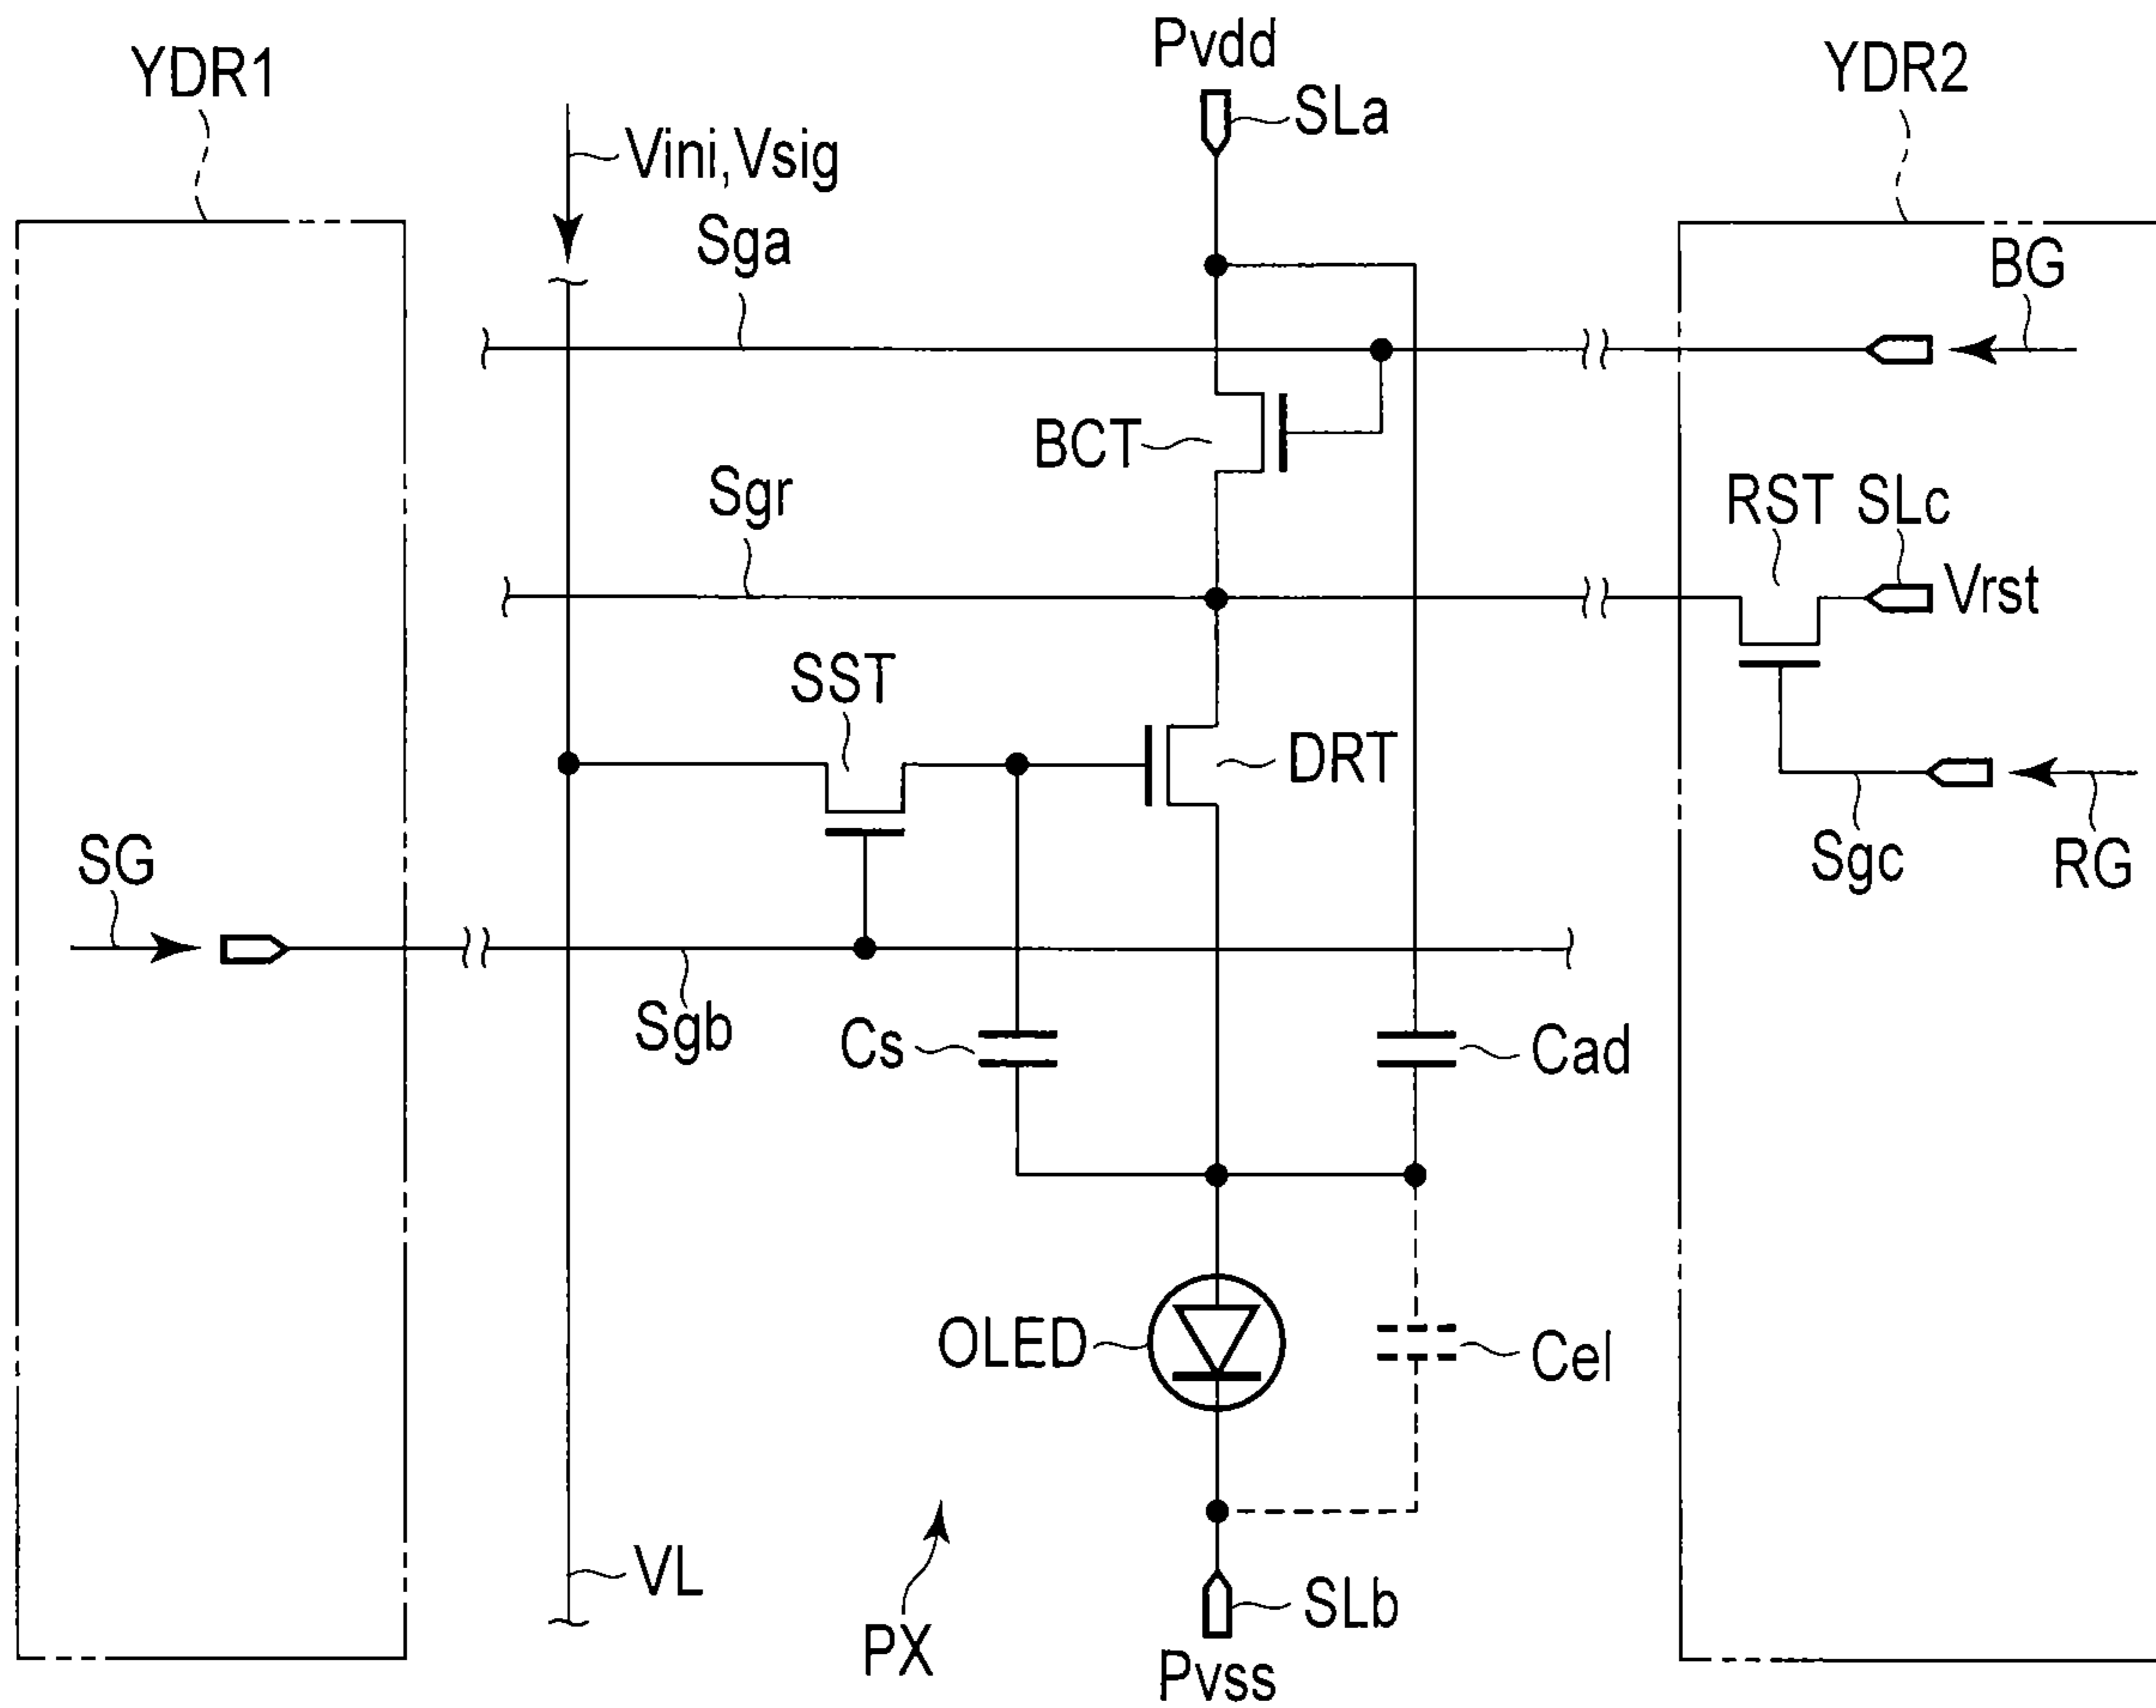 Pvdd
YDR1
YDR2
SLa
Vini,Vsig
Sga
BG
BCT
Sgr
RST
SLc
Vrst
SST
DRT
SG
Sgc
RG
Sgb
Cs
Cad
OLED
Cel
VL
SLb
PX
Pvss